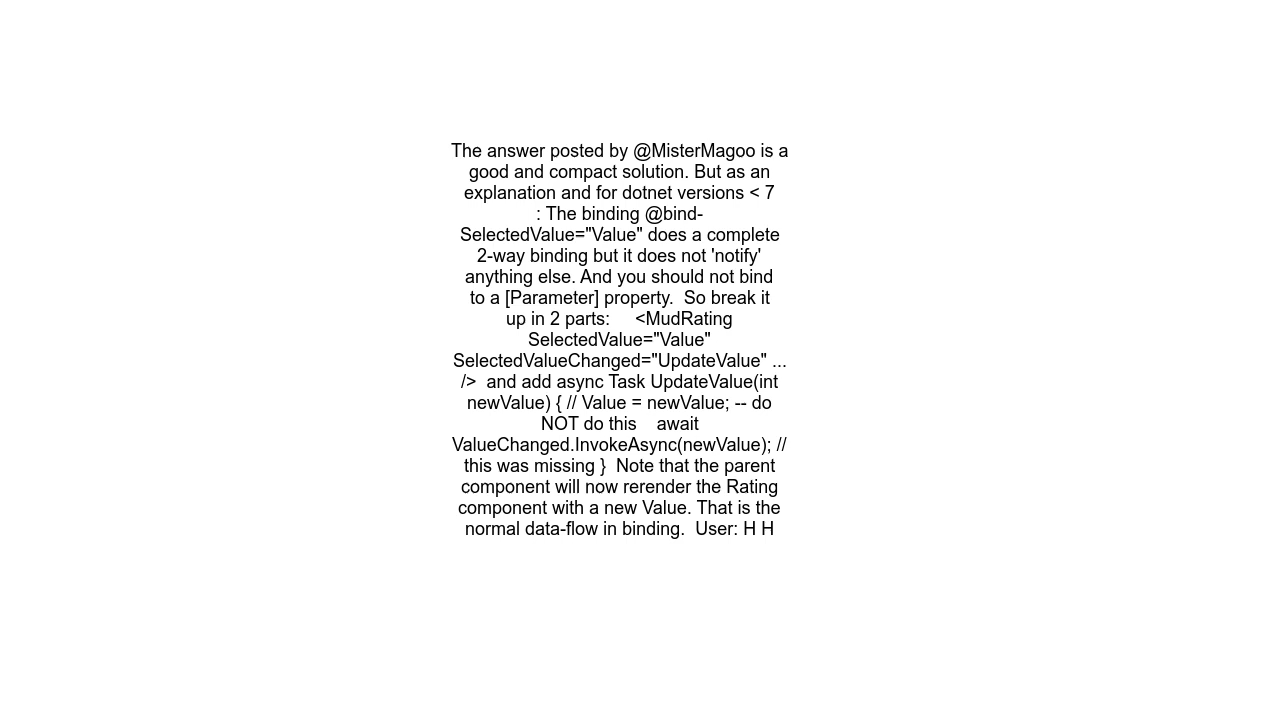 The answer posted by @MisterMagoo is a
good and compact solution. But as an
explanation and for dotnet versions < 7
: The binding @bind-
SelectedValue="Value" does a complete
2-way binding but it does not 'notify'
anything else. And you should not bind
to a [Parameter] property.  So break it
up in 2 parts:     <MudRating
SelectedValue="Value"
SelectedValueChanged="UpdateValue" ...
/>  and add async Task UpdateValue(int
newValue) { // Value = newValue; -- do
NOT do this    await
ValueChanged.InvokeAsync(newValue); //
this was missing }  Note that the parent
component will now rerender the Rating
component with a new Value. That is the
normal data-flow in binding.  User: H H